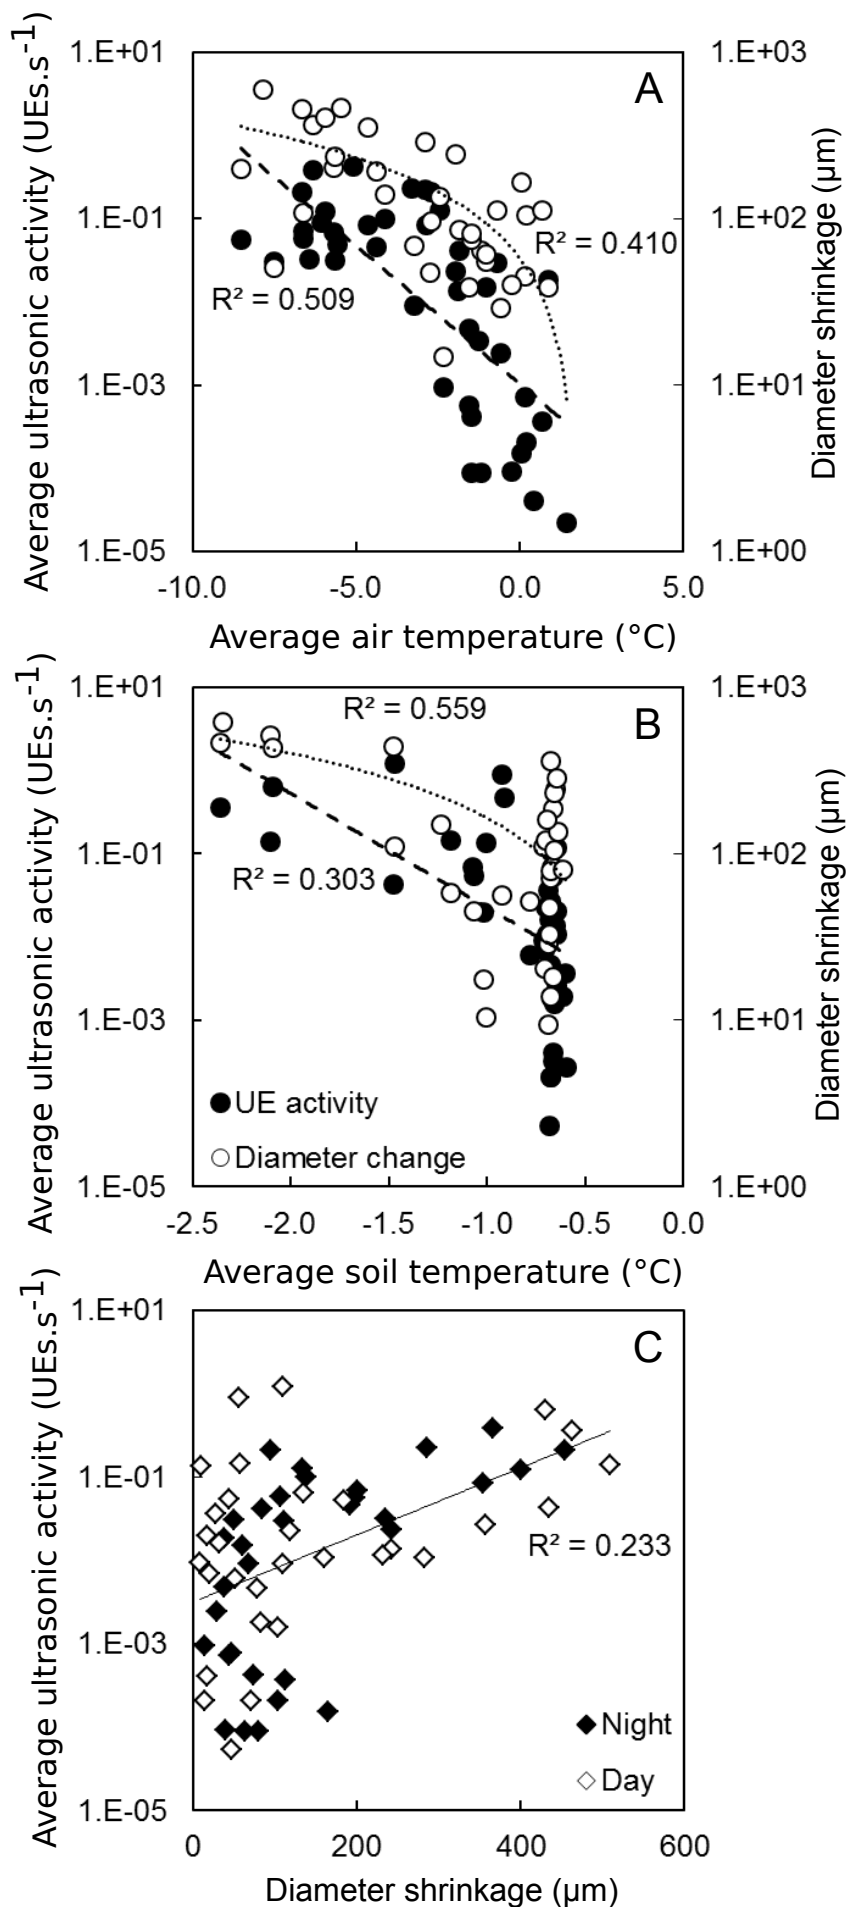 Average ultrasonic activity (UEs.s-1)
1.E+01
1.E-01
1.E-03
1.E-05
A
R² = 0.410
R² = 0.509
1.E+03
1.E+02
1.E+01
1.E+00
Diameter shrinkage (µm)
-10.0 -5.0 0.0 5.0
Average air temperature (°C)
Average ultrasonic activity (UEs.s-1)
1.E+01
1.E-01
1.E-03
1.E-05
R² = 0.559
B
R² = 0.303
UE activity
Diameter change
1.E+03
1.E+02
1.E+01
1.E+00
Diameter shrinkage (µm)
-2.5 -2.0 -1.5 -1.0 -0.5 0.0
Average soil temperature (°C)
Average ultrasonic activity (UEs.s-1)
1.E+01
1.E-01
1.E-03
1.E-05
C
R² = 0.233
Night
Day
0 200 400 600
Diameter shrinkage (µm)